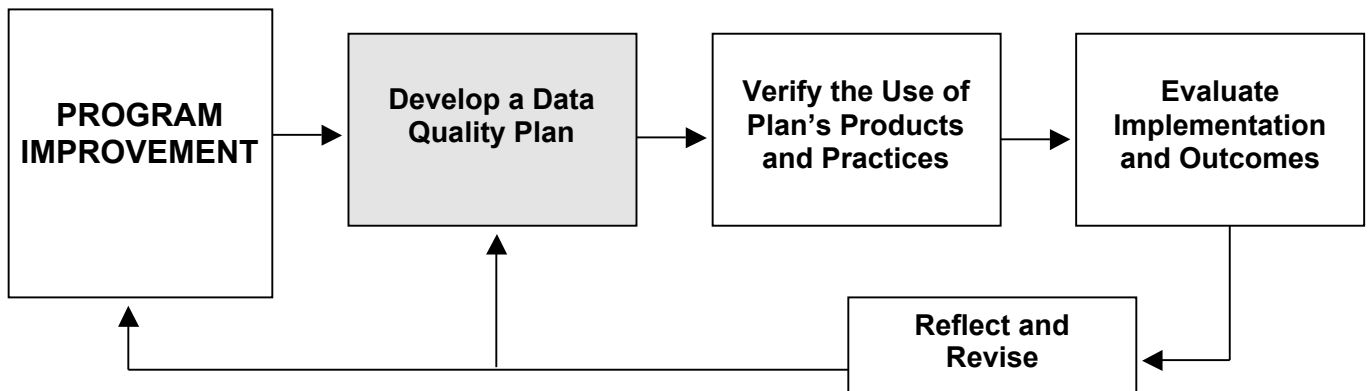 PROGRAM
IMPROVEMENT
Develop a Data
Quality Plan
Verify the Use of
Plan’s Products
and Practices
Evaluate
Implementation
and Outcomes
Reflect and
Revise